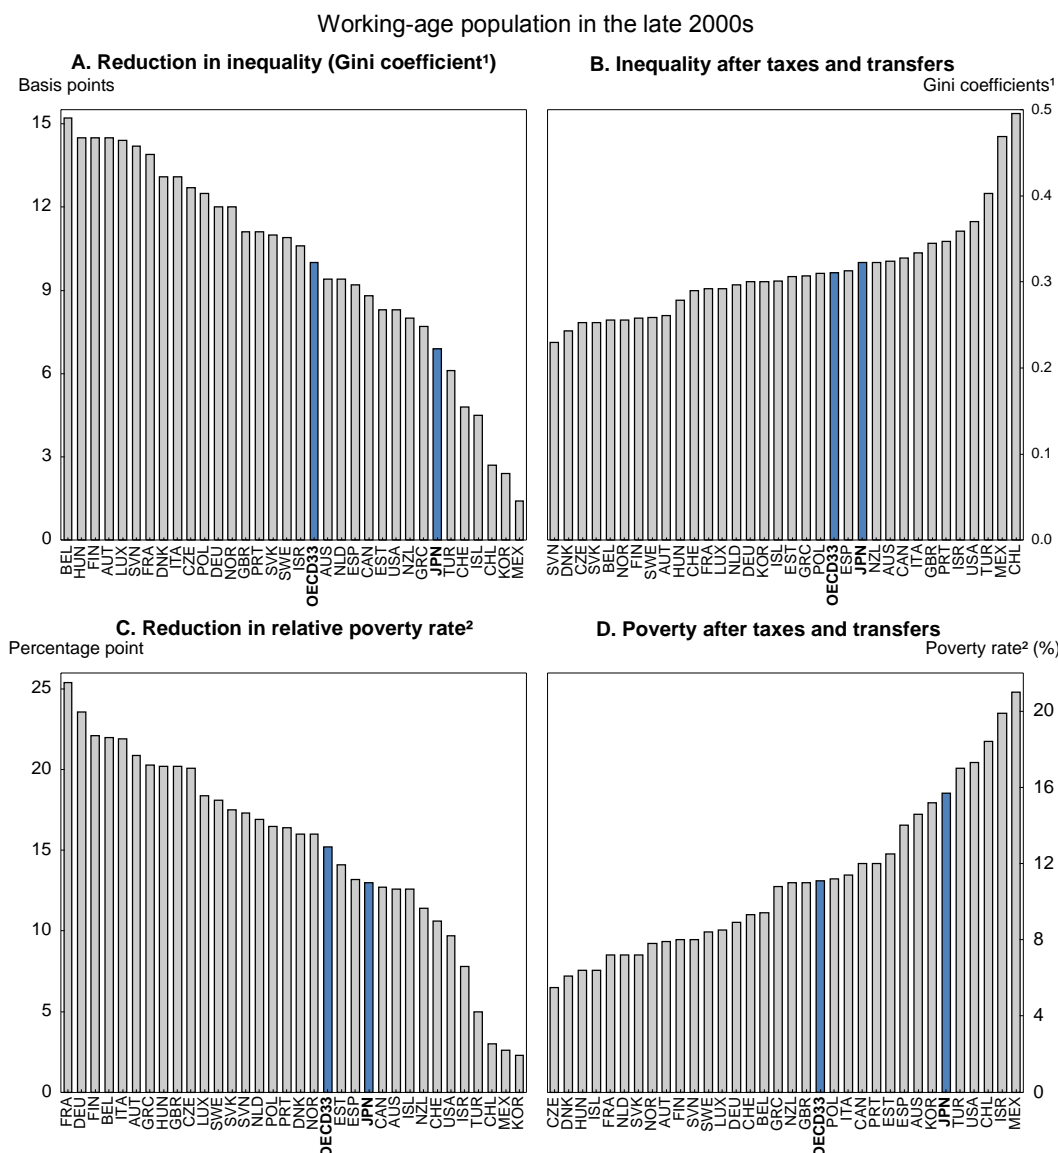 Working-age population in the late 2000s
A. Reduction in inequality (Gini coefficient¹)
Basis points
15
12
9
6
3
0
BEL HUN FIN AUT LUX SVN FRA DNK ITA CZE POL DEU NOR GBR PRT SVK SWE ISR OECD33 AUS NLD ESP CAN EST USA NZL GRC JPN TUR CHE ISL CHL KOR MEX
B. Inequality after taxes and transfers
Gini coefficients¹
0.5
0.4
0.3
0.2
0.1
0.0
SVN DNK CZE SVK BEL NOR FIN SWE AUT HUN CHE FRA LUX NLD DEU KOR ISL EST GRC POL OECD33 ESP JPN NZL AUS CAN ITA GBR PRT ISR USA TUR MEX CHL
C. Reduction in relative poverty rate²
Percentage point
25
20
15
10
5
0
FRA DEU FIN BEL ITA AUT GRC HUN GBR CZE LUX SWE SVK SVN NLD POL PRT DNK NOR OECD33 EST ESP JPN CAN AUS ISL NZL CHE USA ISR TUR CHL MEX KOR
D. Poverty after taxes and transfers
Poverty rate² (%)
20
16
12
8
4
0
CZE DNK HUN ISL FRA NLD SVK NOR AUT FIN SVN SWE LUX DEU CHE BEL GRC NZL GBR OECD33 POL ITA CAN PRT EST ESP AUS KOR JPN TUR USA CHL ISR MEX